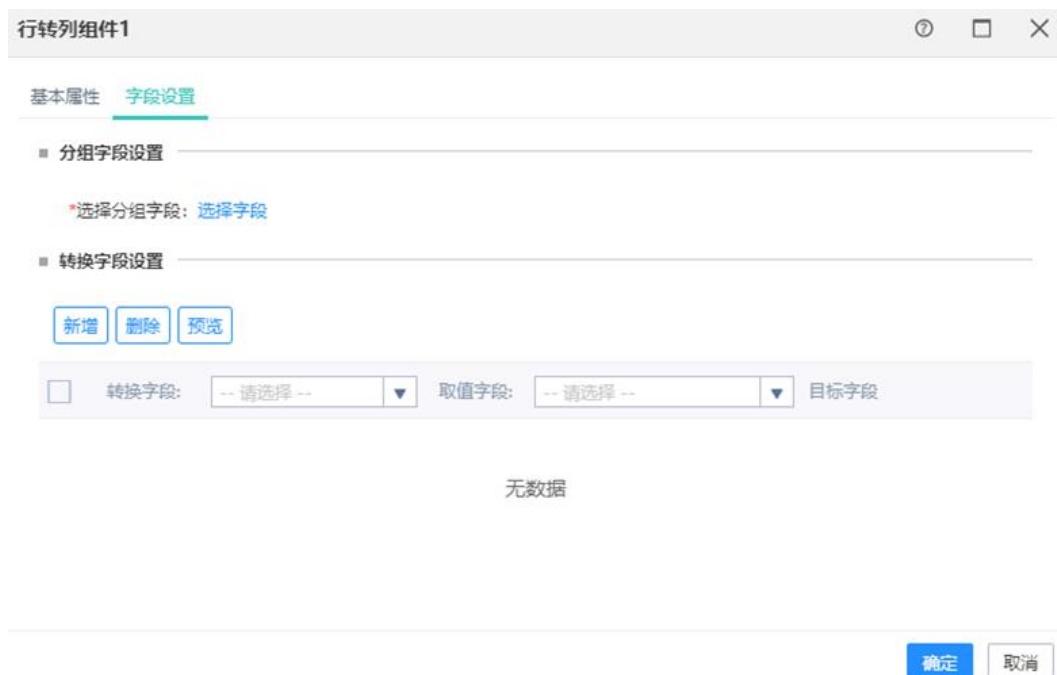 行转列组件1
基本属性 字段设置
分组字段设置
*选择分组字段：选择字段
转换字段设置
新增 删除 预览
转换字段: -- 请选择 -- 取值字段: -- 请选择 -- 目标字段
无数据
确定 取消